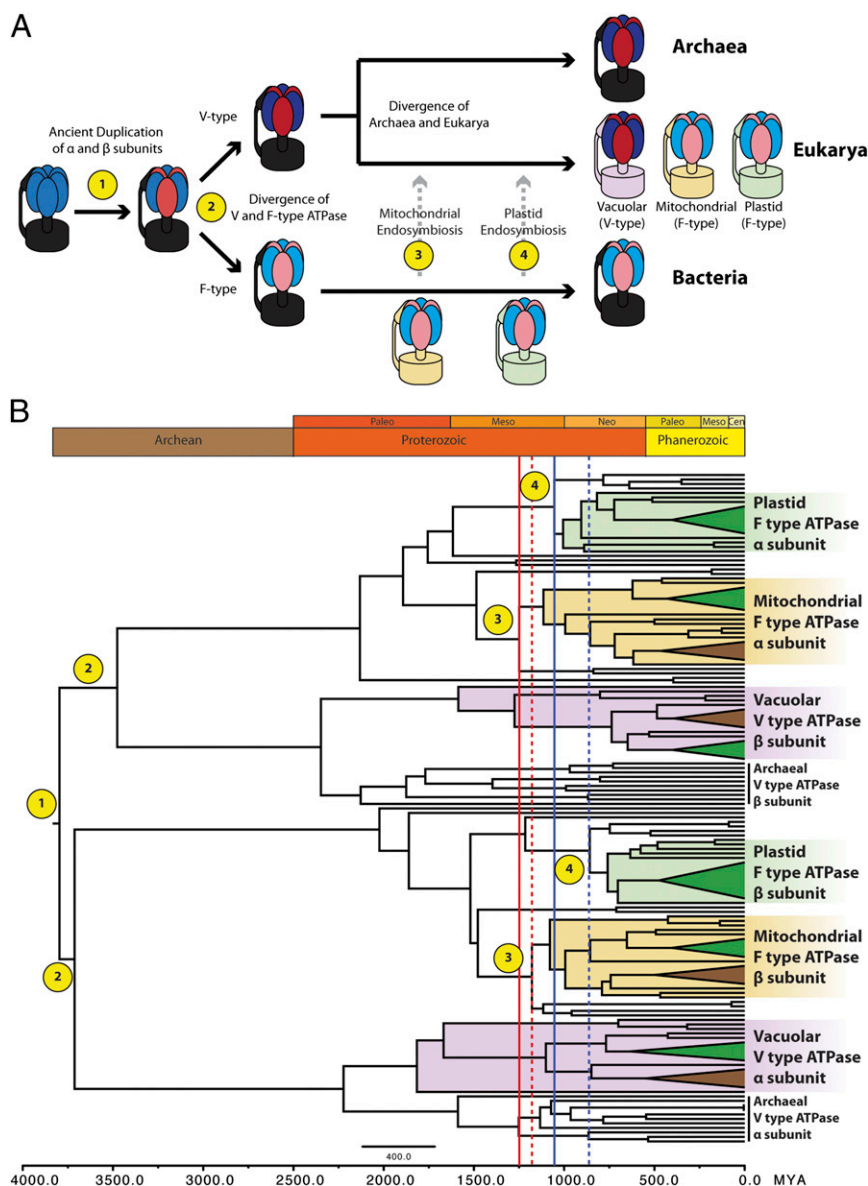 A
Ancient Duplication
of α and β subunits
1
V-type
2
Divergence of
V and F-type ATPase
F-type
Divergence of
Archaea and Eukarya
Mitochondrial
Endosymbiosis
3
Plastid
Endosymbiosis
4
Archaea
Eukarya
Vacuolar
(V-type)
Mitochondrial
(F-type)
Plastid
(F-type)
Bacteria
B
Paleo
Meso
Neo
Paleo
Meso
Cen
Archean
Proterozoic
Phanerozoic
4
Plastid
F type ATPase
α subunit
3
Mitochondrial
F type ATPase
α subunit
2
Vacuolar
V type ATPase
β subunit
Archaeal
V type ATPase
β subunit
1
4
Plastid
F type ATPase
β subunit
3
Mitochondrial
F type ATPase
β subunit
2
Vacuolar
V type ATPase
α subunit
Archaeal
V type ATPase
α subunit
400.0
4000.0 3500.0 3000.0 2500.0 2000.0 1500.0 1000.0 500.0 0.0 MYA